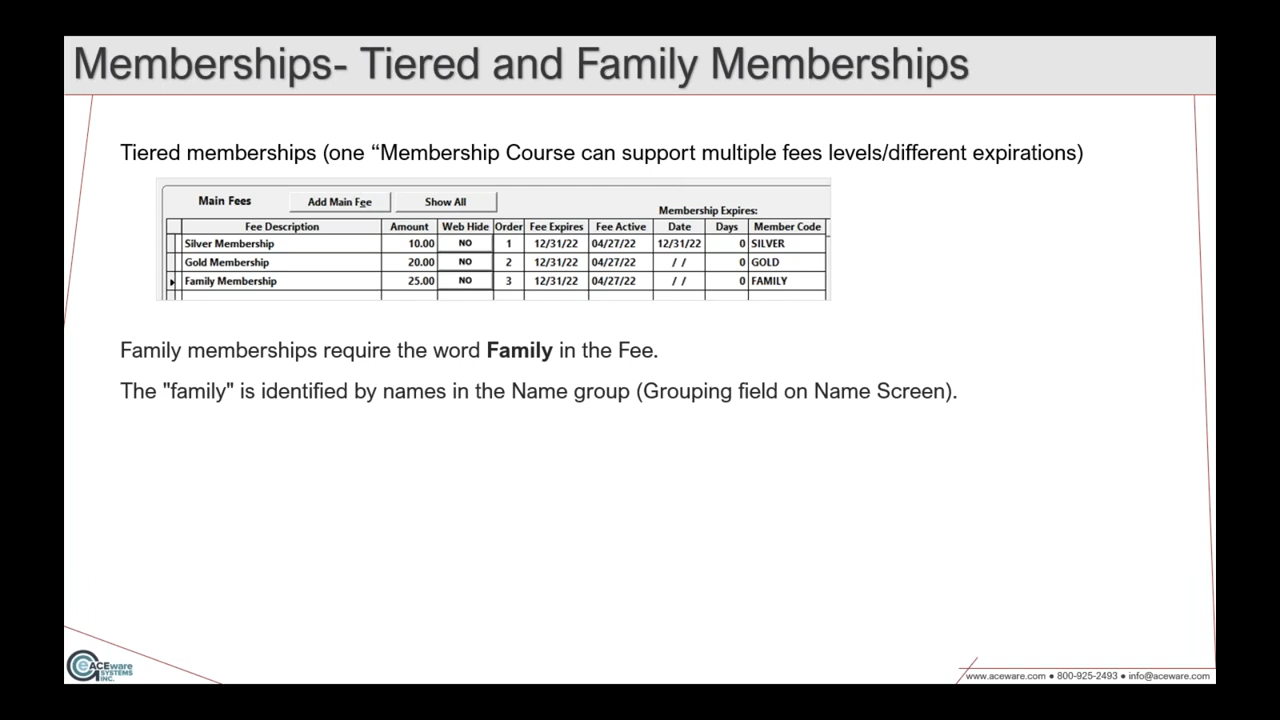 Memberships- Tiered and Family Memberships
Tiered memberships (one “Membership Course can support multiple fees levels/different expirations)
Main Fees Add Main Fee Show All
Membership Expires:
Fee Description Amount Web Hide Order Fee Expires Fee Active Date Days Member Code
Silver Membership 10.00 NO 1 12/31/22 04/27/22 12/31/22 0 SILVER
Gold Membership 20.00 NO 2 12/31/22 04/27/22 / / 0 GOLD
Family Membership 25.00 NO 3 12/31/22 04/27/22 / / 0 FAMILY
Family memberships require the word Family in the Fee.
The "family" is identified by names in the Name group (Grouping field on Name Screen).
ACEware
SYSTEMS
INC.
www.aceware.com ● 800-925-2493 ● info@aceware.com